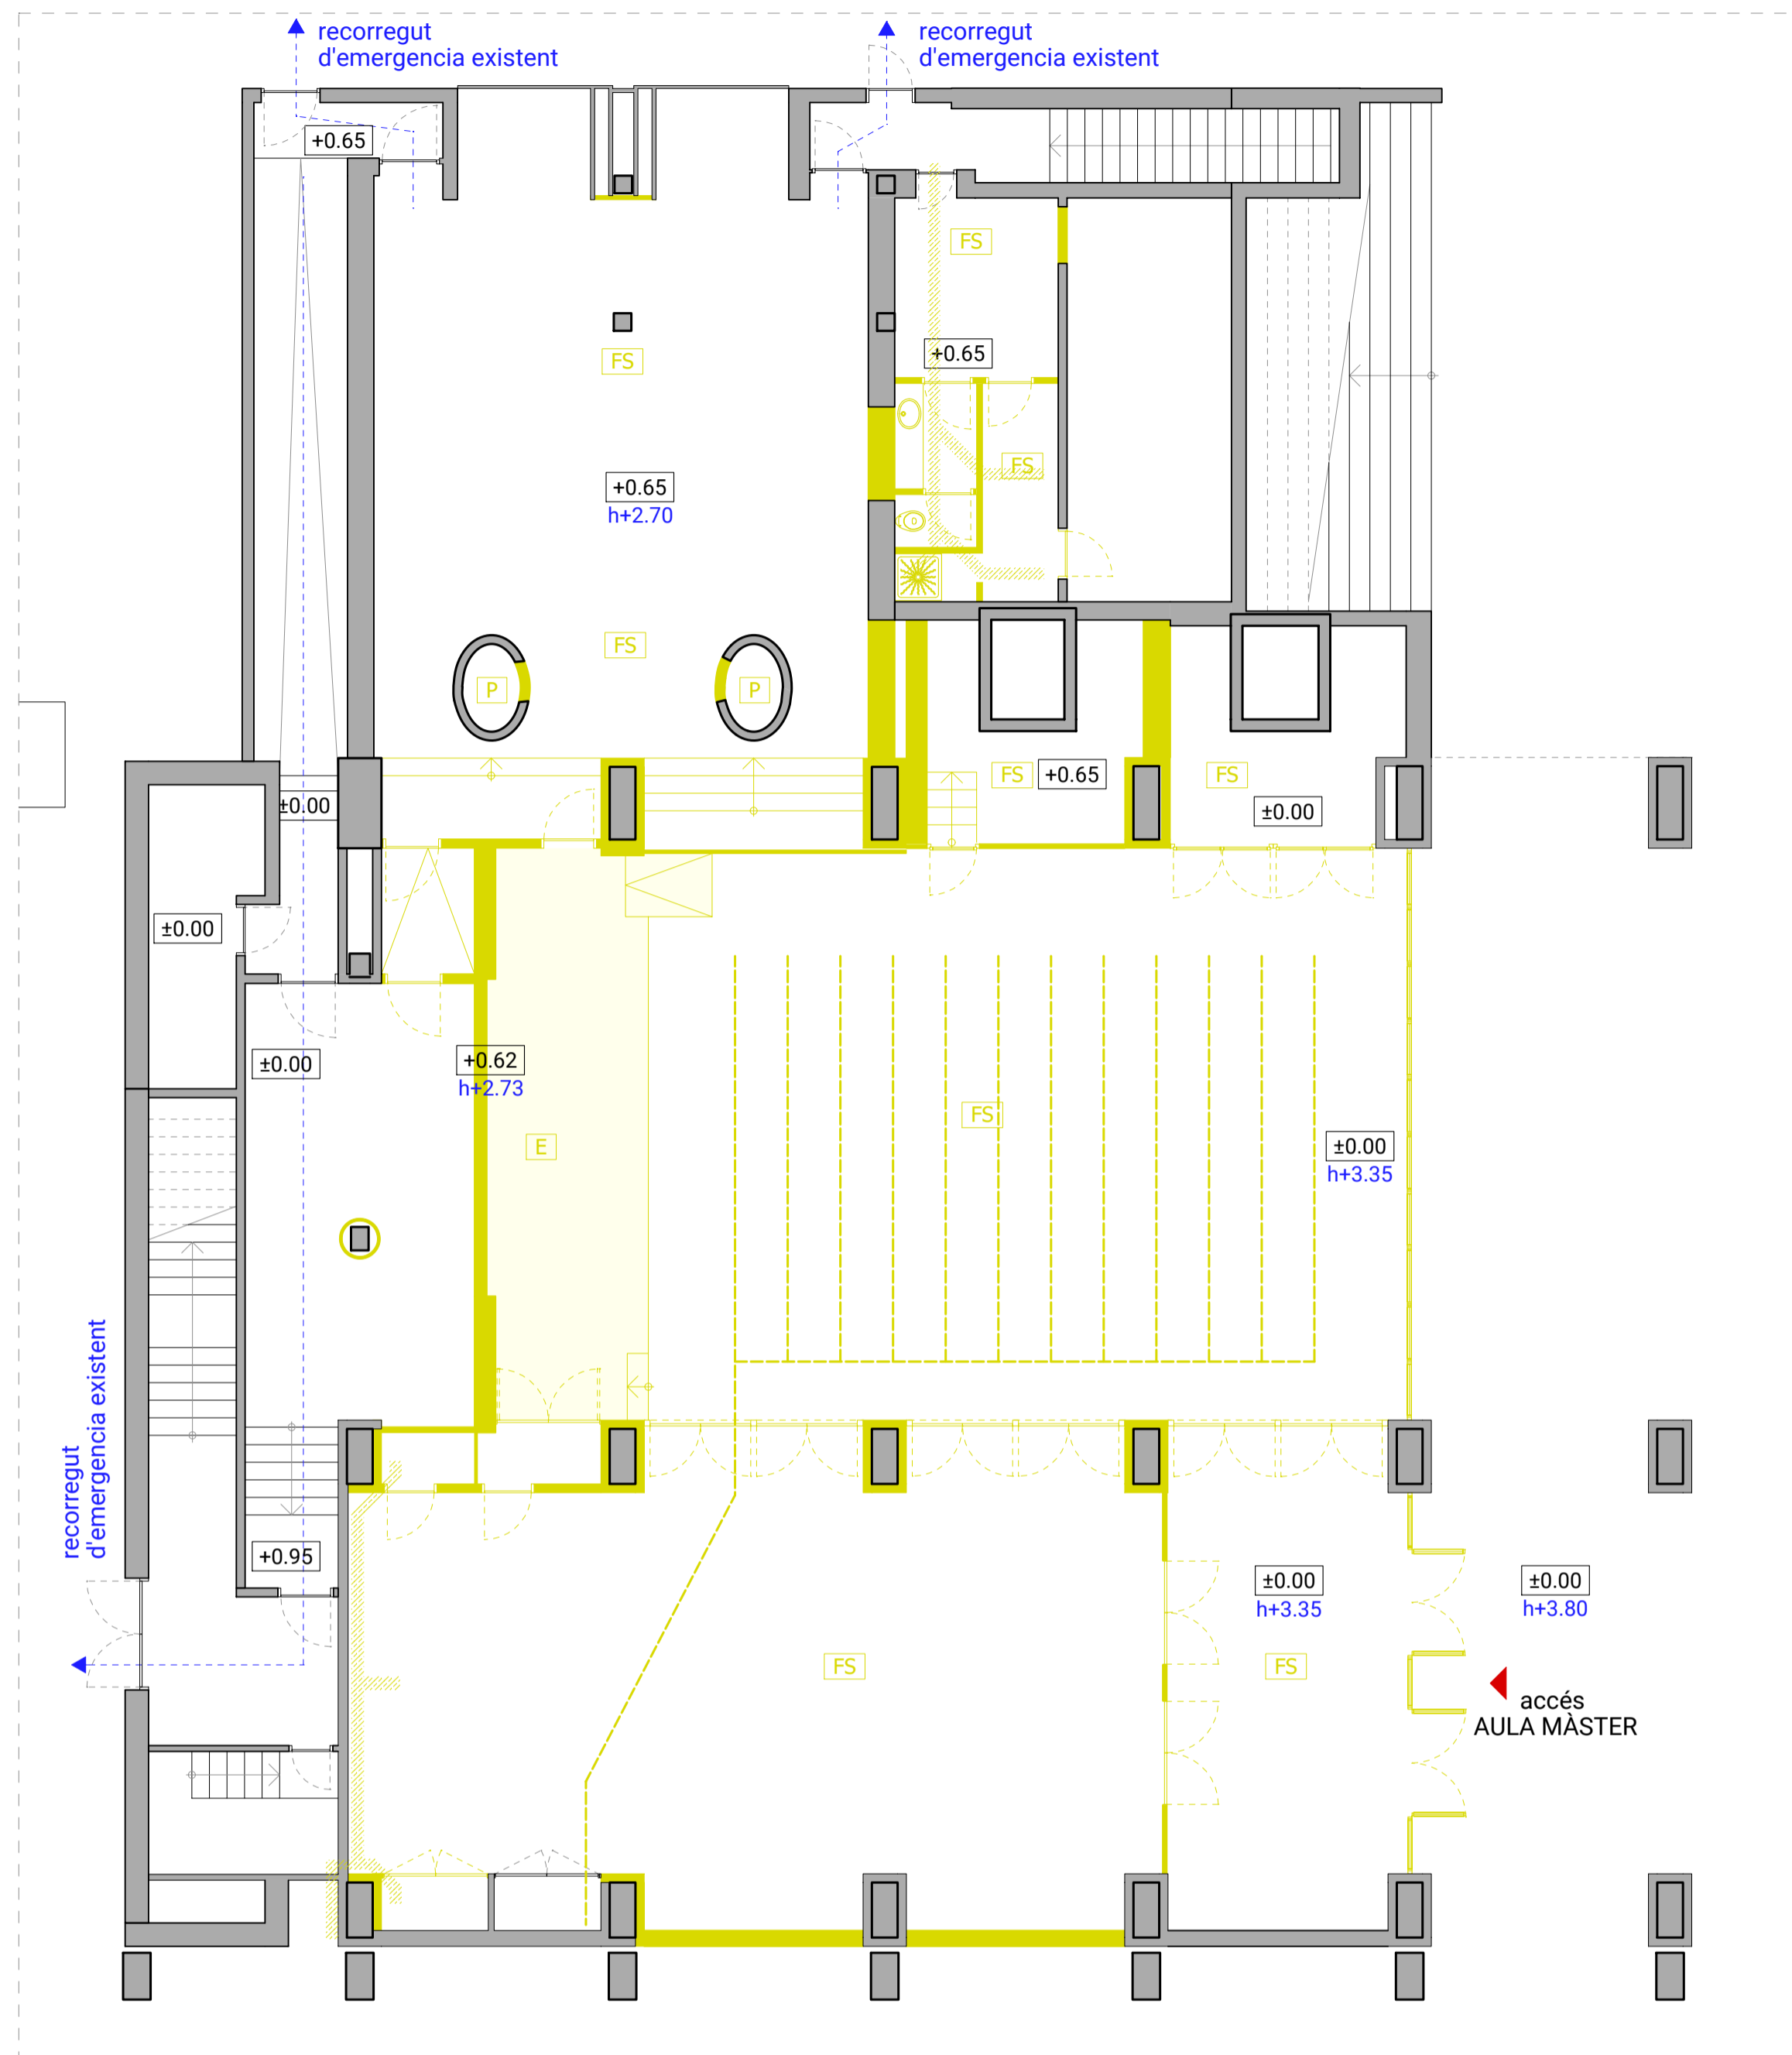 recorregut
d'emergencia existent
recorregut
d'emergencia existent
+0.65
FS
+0.65
FS
+0.65
h+2.70
FS
FS
P
P
FS
+0.65
FS
±0.00
±0.00
±0.00
±0.00
+0.62
h+2.73
FS
E
±0.00
h+3.35
recorregut
d'emergencia existent
+0.95
±0.00
h+3.35
±0.00
h+3.80
FS
FS
accés
AULA MÀSTER